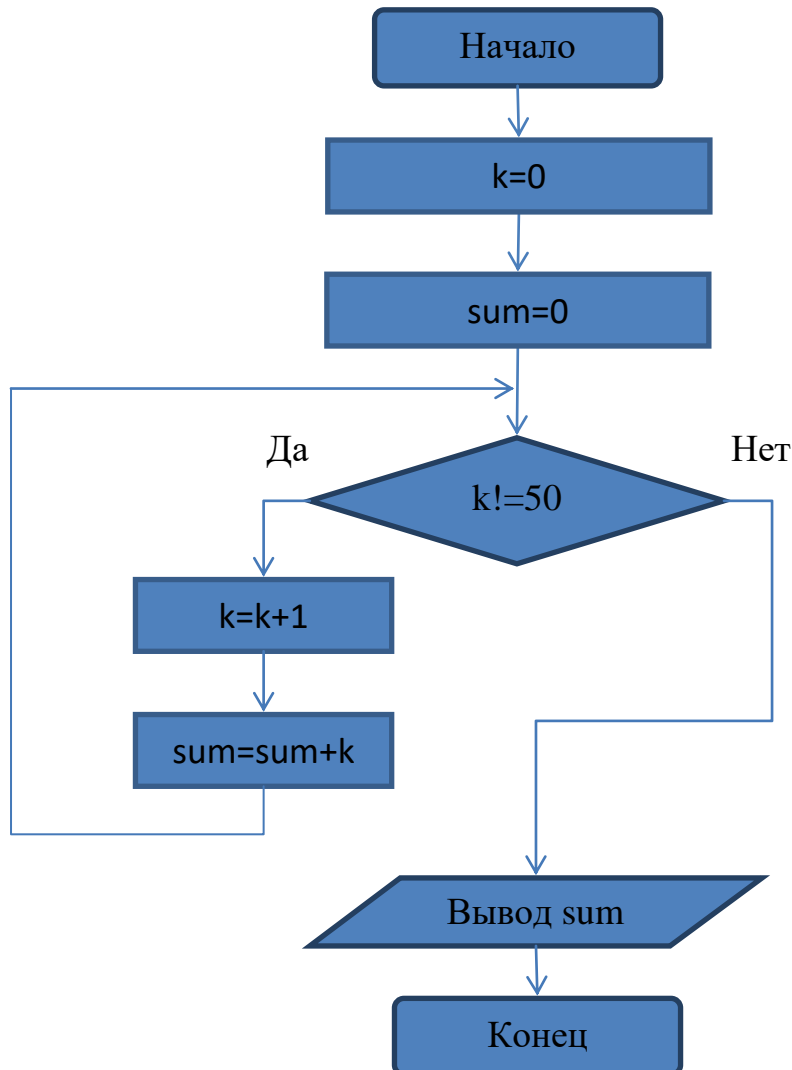 Начало
k=0
sum=0
Да
Нет
k!=50
k=k+1
sum=sum+k
Вывод sum
Конец